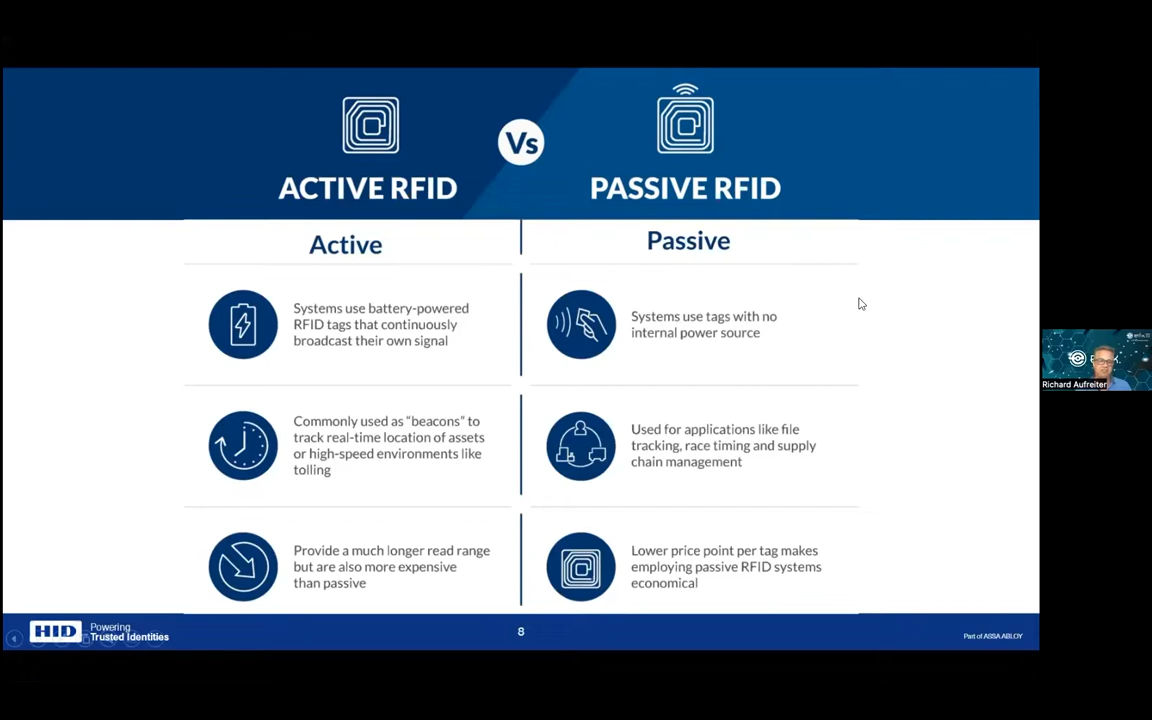 Vs
ACTIVE RFID
PASSIVE RFID
Active
Passive
Systems use battery-powered
RFID tags that continuously
broadcast their own signal
Systems use tags with no
internal power source
Commonly used as “beacons” to
track real-time location of assets
or high-speed environments like
tolling
Used for applications like file
tracking, race timing and supply
chain management
Provide a much longer read range
but are also more expensive
than passive
Lower price point per tag makes
employing passive RFID systems
economical
HID
Powering
Trusted Identities
8
Part of ASSA ABLOY
Richard Aufreiter